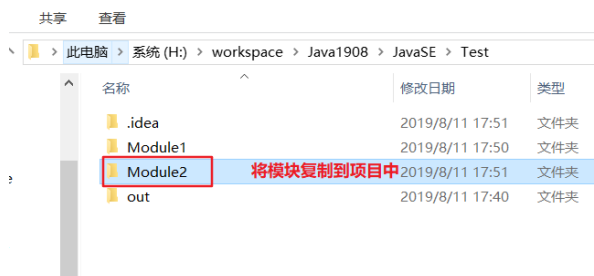 共享 查看
此电脑 系统 (H:) workspace Java1908 JavaSE Test
名称 修改日期 类型
.idea 2019/8/11 17:51 文件夹
Module1 2019/8/11 17:50 文件夹
Module2 将模块复制到项目中 2019/8/11 17:51 文件夹
out 2019/8/11 17:40 文件夹
e